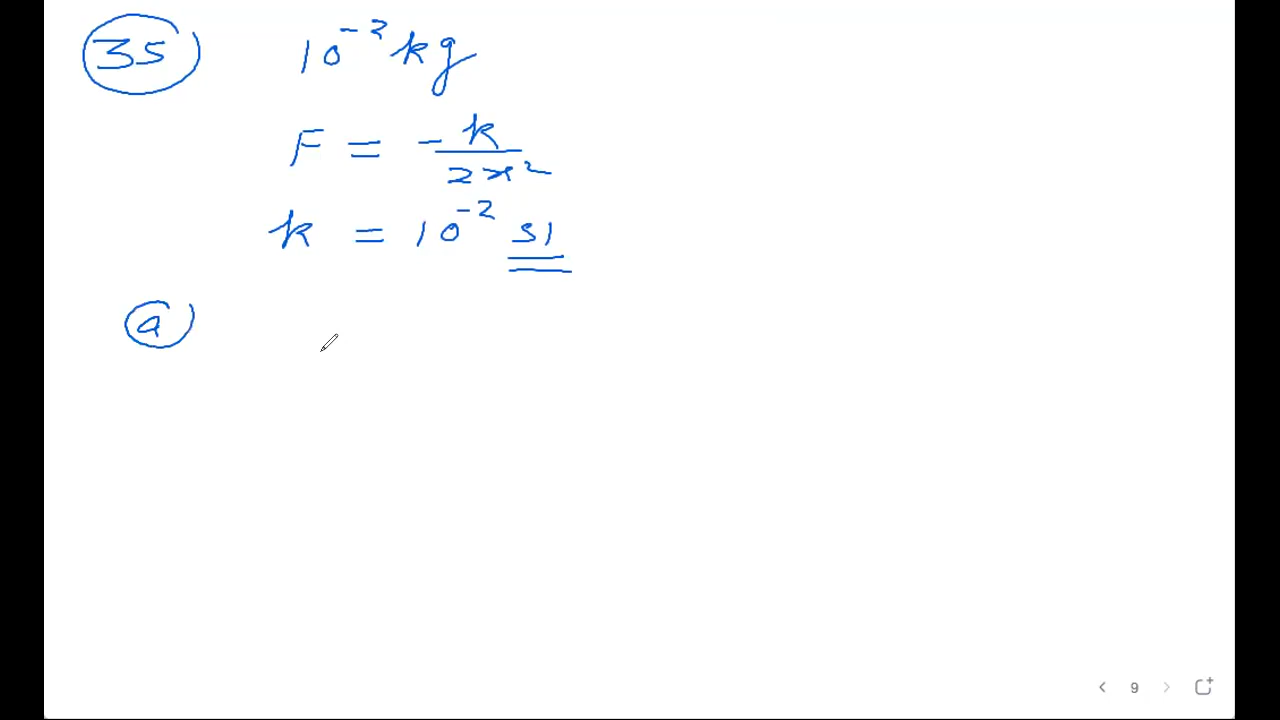 35 10⁻² kg
F = - k / 2x²
k = 10⁻² SI
a
< 9 >